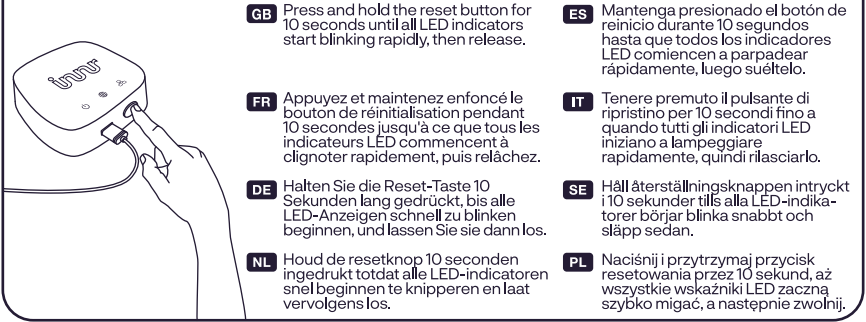 innr
GB Press and hold the reset button for
10 seconds until all LED indicators
start blinking rapidly, then release.
FR Appuyez et maintenez enfoncé le
bouton de réinitialisation pendant
10 secondes jusqu'à ce que tous les
indicateurs LED commencent à
clignoter rapidement, puis relâchez.
DE Halten Sie die Reset-Taste 10
Sekunden lang gedrückt, bis alle
LED-Anzeigen schnell zu blinken
beginnen, und lassen Sie sie dann los.
NL Houd de resetknop 10 seconden
ingedrukt totdat alle LED-indicatoren
snel beginnen te knipperen en laat
vervolgens los.
ES Mantenga presionado el botón de
reinicio durante 10 segundos
hasta que todos los indicadores
LED comiencen a parpadear
rápidamente, luego suéltelo.
IT Tenere premuto il pulsante di
ripristino per 10 secondi fino a
quando tutti gli indicatori LED
iniziano a lampeggiare
rapidamente, quindi rilasciarlo.
SE Håll återställningsknappen intryckt
i 10 sekunder tills alla LED-indika-
torer börjar blinka snabbt och
släpp sedan.
PL Naciśnij i przytrzymaj przycisk
resetowania przez 10 sekund, aż
wszystkie wskaźniki LED zaczną
szybko migać, a następnie zwolnij.